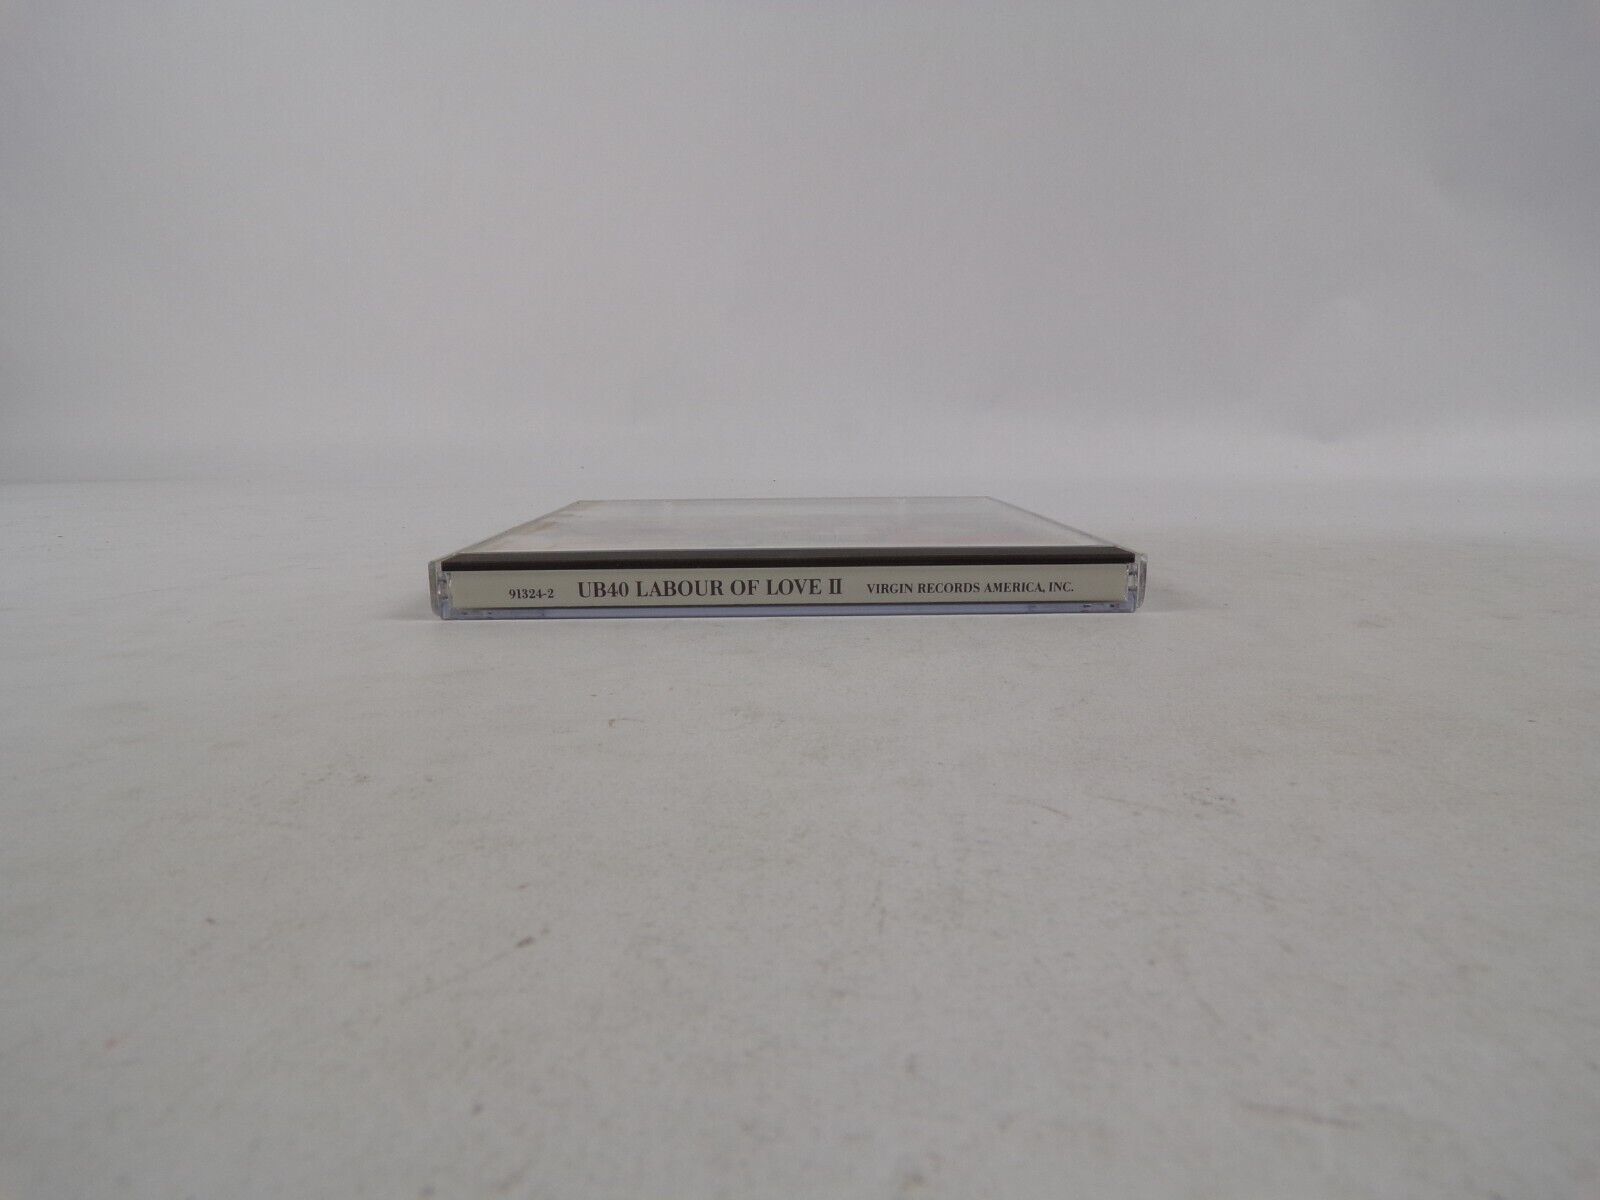 91324-2 UB40 LABOUR OF LOVE II VIRGIN RECORDS AMERICA, INC.